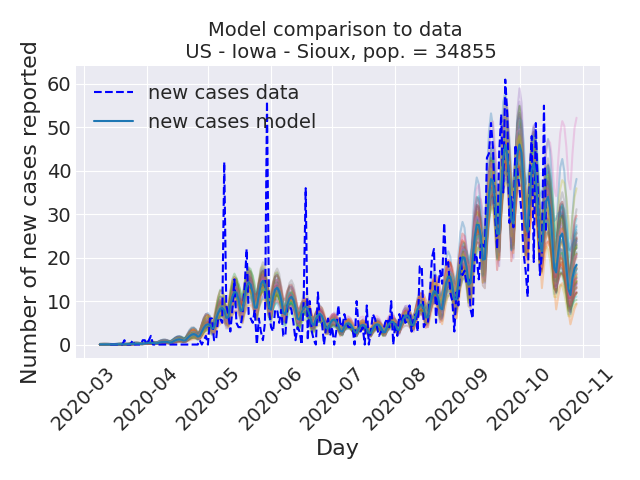 Model comparison to data
US - Iowa - Sioux, pop. = 34855
Number of new cases reported
60
50
40
30
20
10
0
new cases data
new cases model
2020-03
2020-04
2020-05
2020-06
2020-07
2020-08
2020-09
2020-10
2020-11
Day